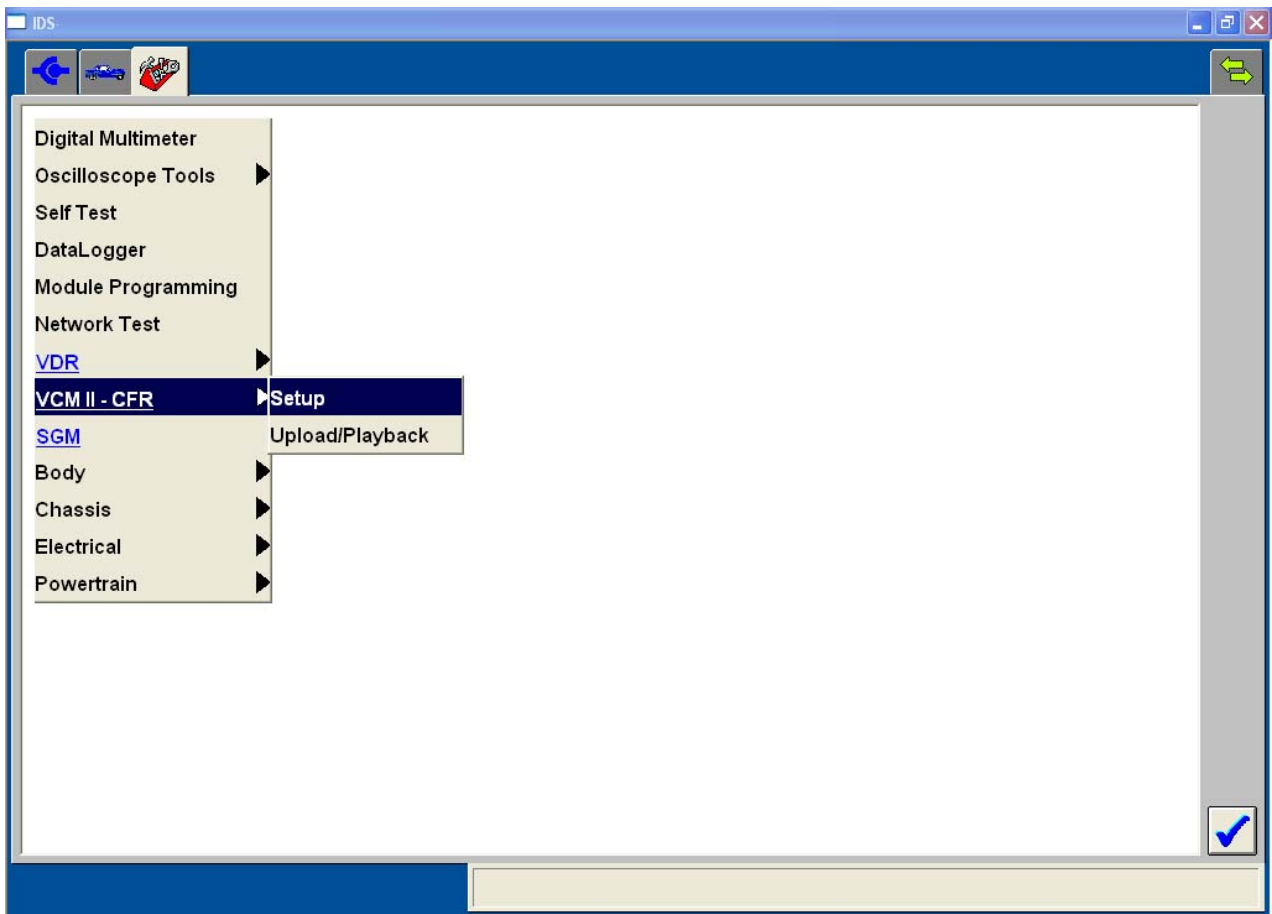 IDS
Digital Multimeter
Oscilloscope Tools
Self Test
DataLogger
Module Programming
Network Test
VDR
VCM II - CFR
Setup
SGM
Upload/Playback
Body
Chassis
Electrical
Powertrain